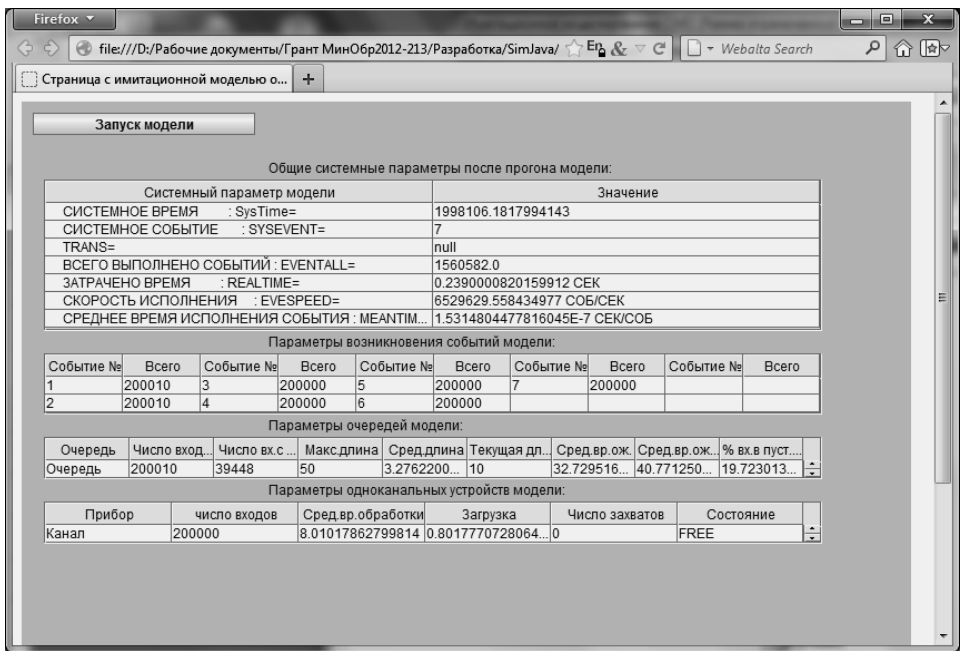 Firefox
file:///D:/Рабочие документы/Грант МинОбр2012-213/Разработка/SimJava/ En & Webalta Search
Страница с имитационной моделью о...
Запуск модели
Общие системные параметры после прогона модели:
Системный параметр модели Значение
СИСТЕМНОЕ ВРЕМЯ : SysTime= 1998106.1817994143
СИСТЕМНОЕ СОБЫТИЕ : SYSEVENT= 7
TRANS= null
ВСЕГО ВЫПОЛНЕНО СОБЫТИЙ : EVENTALL= 1560582.0
ЗАТРАЧЕНО ВРЕМЯ : REALTIME= 0.2390000820159912 СЕК
СКОРОСТЬ ИСПОЛНЕНИЯ : EVESPEED= 6529629.558434977 СОБ/СЕК
СРЕДНЕЕ ВРЕМЯ ИСПОЛНЕНИЯ СОБЫТИЯ : MEANTIM... 1.5314804477816045E-7 СЕК/СОБ
Параметры возникновения событий модели:
Событие № Всего Событие № Всего Событие № Всего Событие № Всего Событие № Всего
1 200010 3 200000 5 200000 7 200000
2 200010 4 200000 6 200000
Параметры очередей модели:
Очередь Число вход... Число вх.с ... Макс.длина Сред.длина Текущая дл... Сред.вр.ож... Сред.вр.ож... % вх.в пуст....
Очередь 200010 39448 50 3.2762200... 10 32.729516... 40.771250... 19.723013...
Параметры одноканальных устройств модели:
Прибор число входов Сред.вр.обработки Загрузка Число захватов Состояние
Канал 200000 8.01017862799814 0.8017770728064... 0 FREE